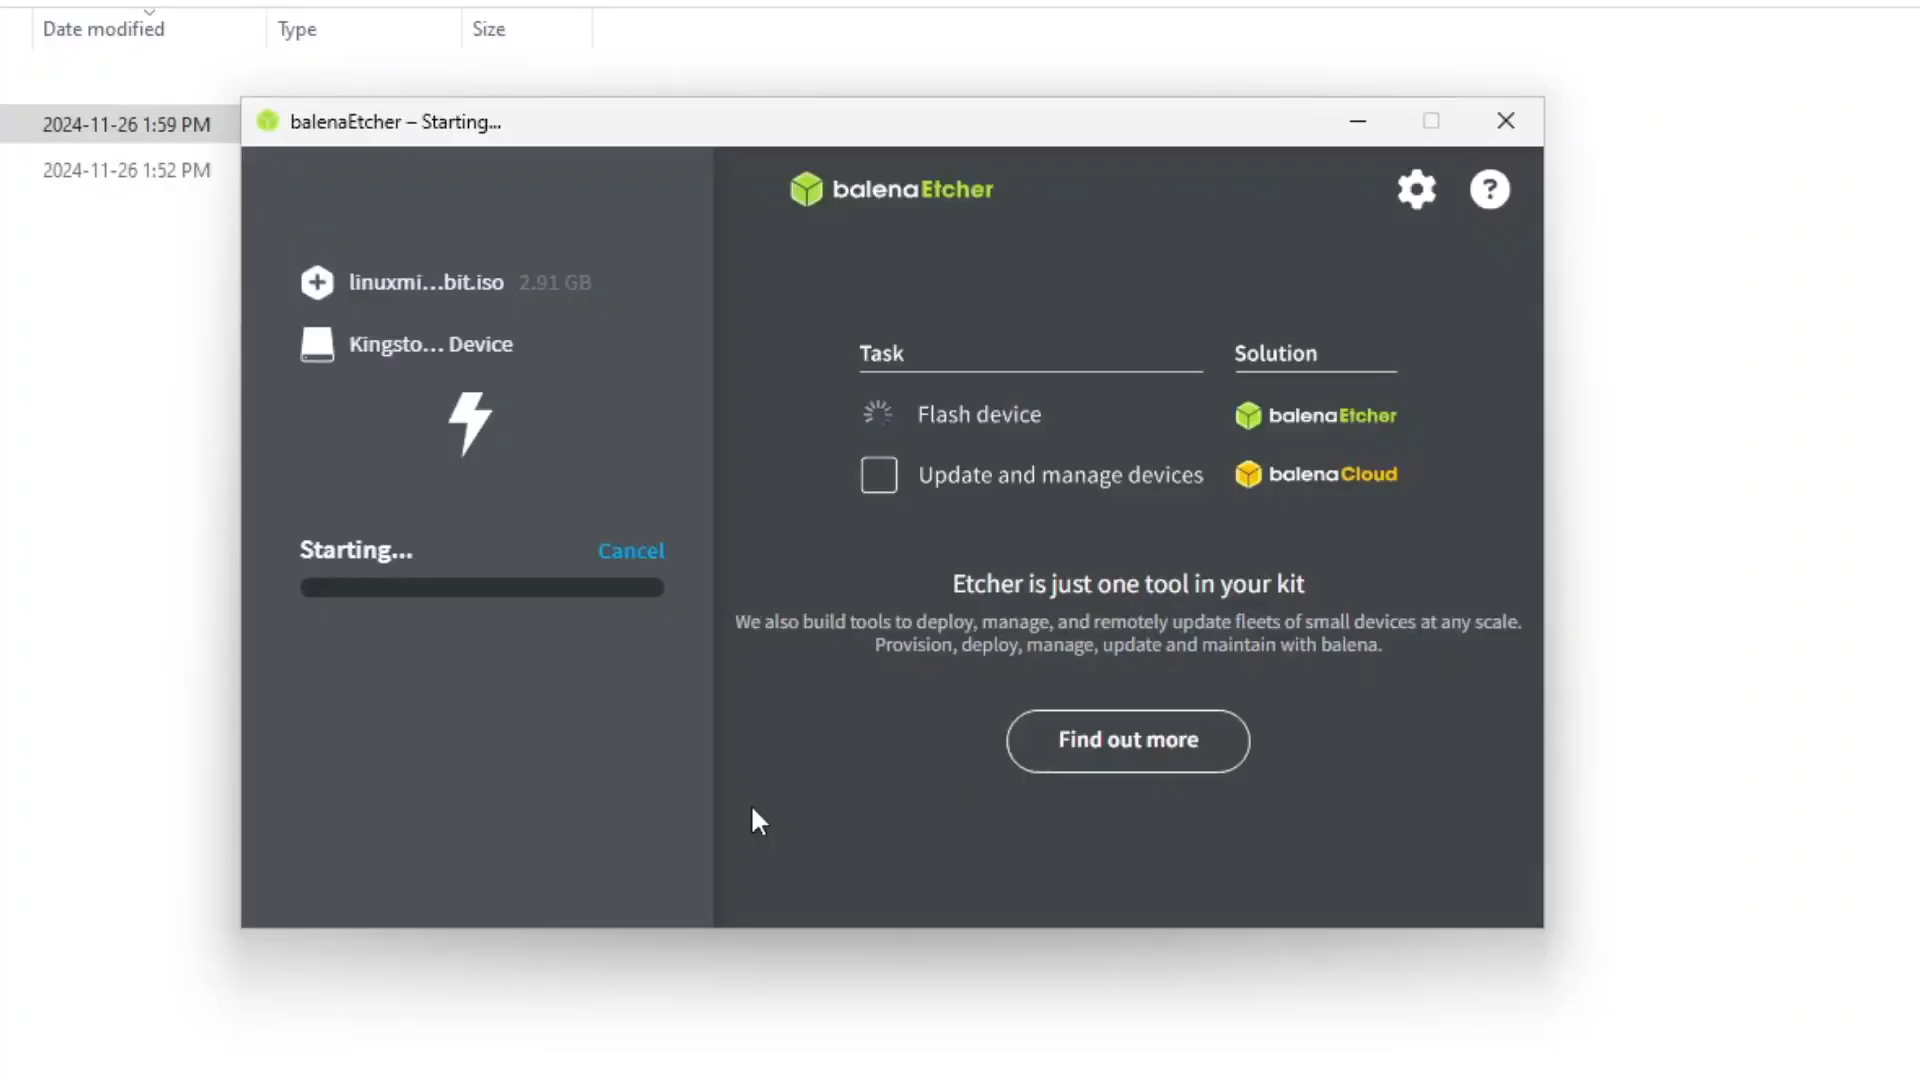 Date modified Type Size
2024-11-26 1:59 PM
2024-11-26 1:52 PM
balenaEtcher – Starting...
balenaEtcher
?
linuxmi...bit.iso 2.91 GB
Kingsto... Device
Task Solution
Flash device balenaEtcher
Update and manage devices balenaCloud
Starting... Cancel
Etcher is just one tool in your kit
We also build tools to deploy, manage, and remotely update fleets of small devices at any scale.
Provision, deploy, manage, update and maintain with balena.
Find out more